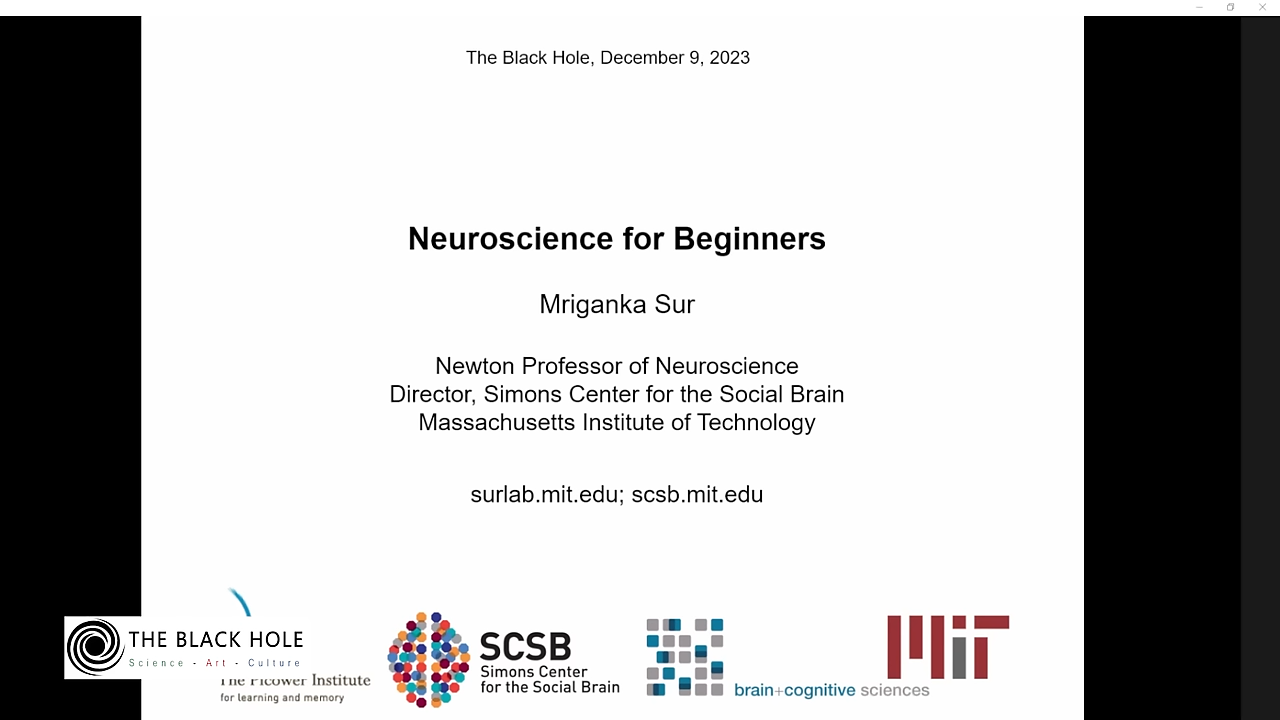 The Black Hole, December 9, 2023
Neuroscience for Beginners
Mriganka Sur
Newton Professor of Neuroscience
Director, Simons Center for the Social Brain
Massachusetts Institute of Technology
surlab.mit.edu; scsb.mit.edu
THE BLACK HOLE
Science - Art - Culture
The Picower Institute
for learning and memory
SCSB
Simons Center
for the Social Brain
brain+cognitive sciences
MIT